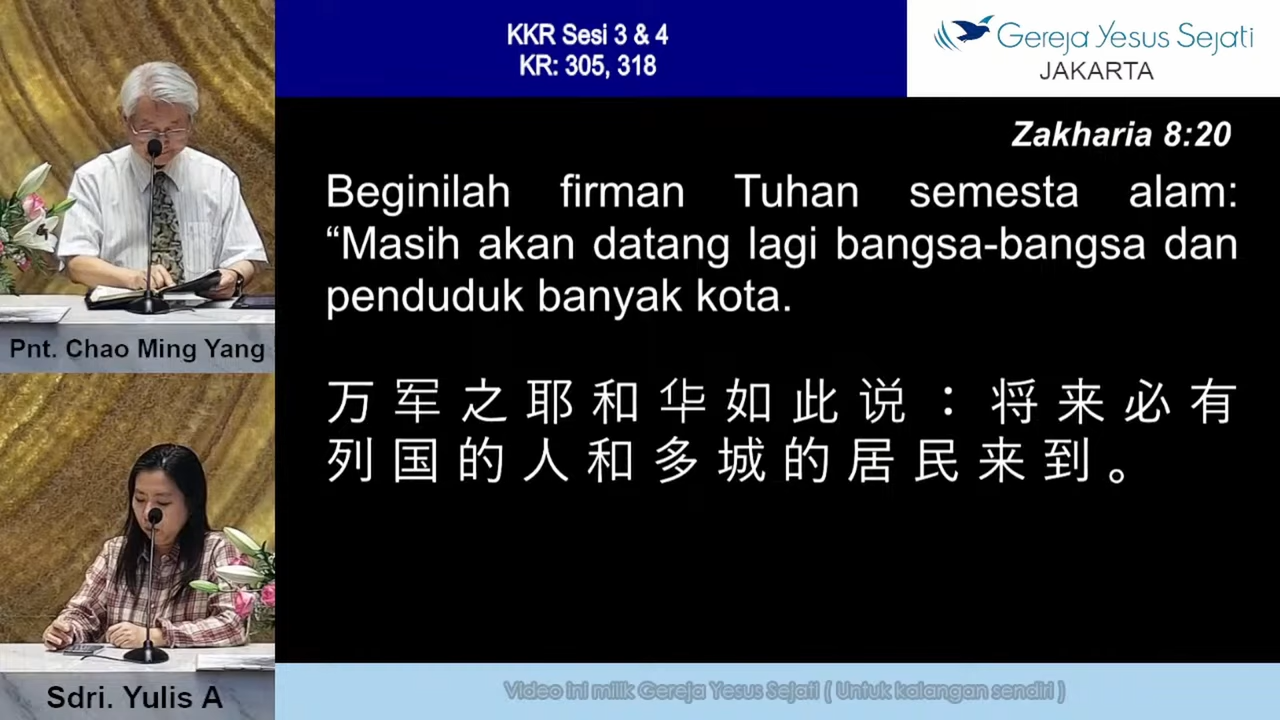 KKR Sesi 3 & 4
KR: 305, 318
Gereja Yesus Sejati
JAKARTA
Zakharia 8:20
Beginilah firman Tuhan semesta alam:
“Masih akan datang lagi bangsa-bangsa dan
penduduk banyak kota.
万军之耶和华如此说：将来必有
列国的人和多城的居民来到。
Pnt. Chao Ming Yang
Sdri. Yulis A
Video ini milik Gereja Yesus Sejati ( Untuk kalangan sendiri )